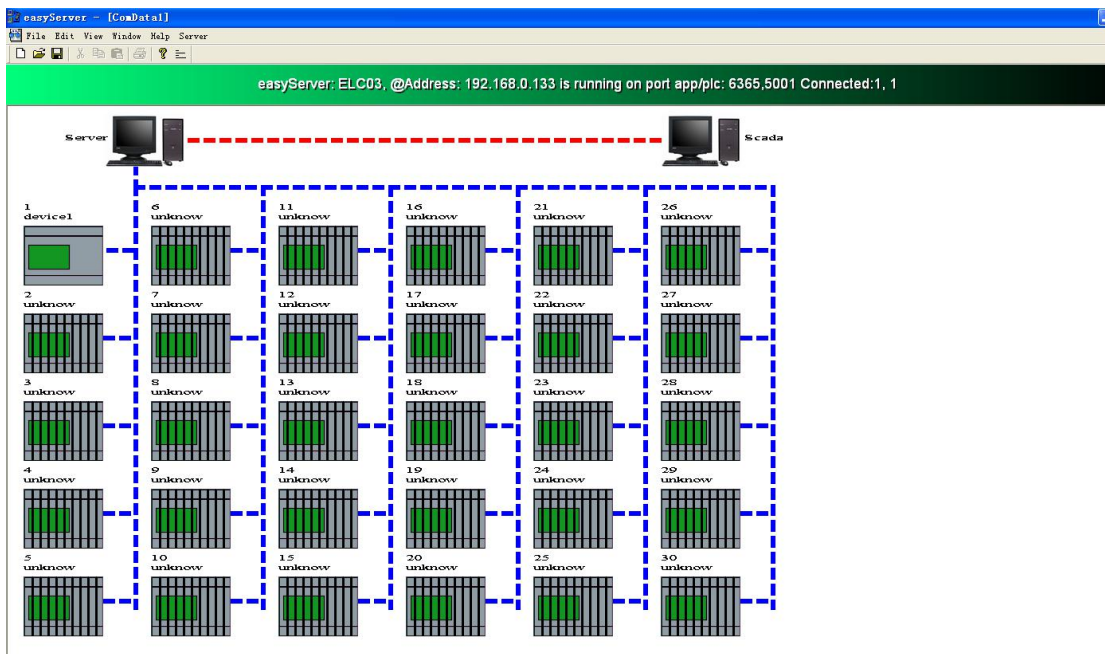 easyServer - [ComData1]
File Edit View Window Help Server
easyServer: ELC03, @Address: 192.168.0.133 is running on port app/plc: 6365,5001 Connected:1, 1
Server
Scada
1
device1
6
unknow
11
unknow
16
unknow
21
unknow
26
unknow
2
unknow
7
unknow
12
unknow
17
unknow
22
unknow
27
unknow
3
unknow
8
unknow
13
unknow
18
unknow
23
unknow
28
unknow
4
unknow
9
unknow
14
unknow
19
unknow
24
unknow
29
unknow
5
unknow
10
unknow
15
unknow
20
unknow
25
unknow
30
unknow